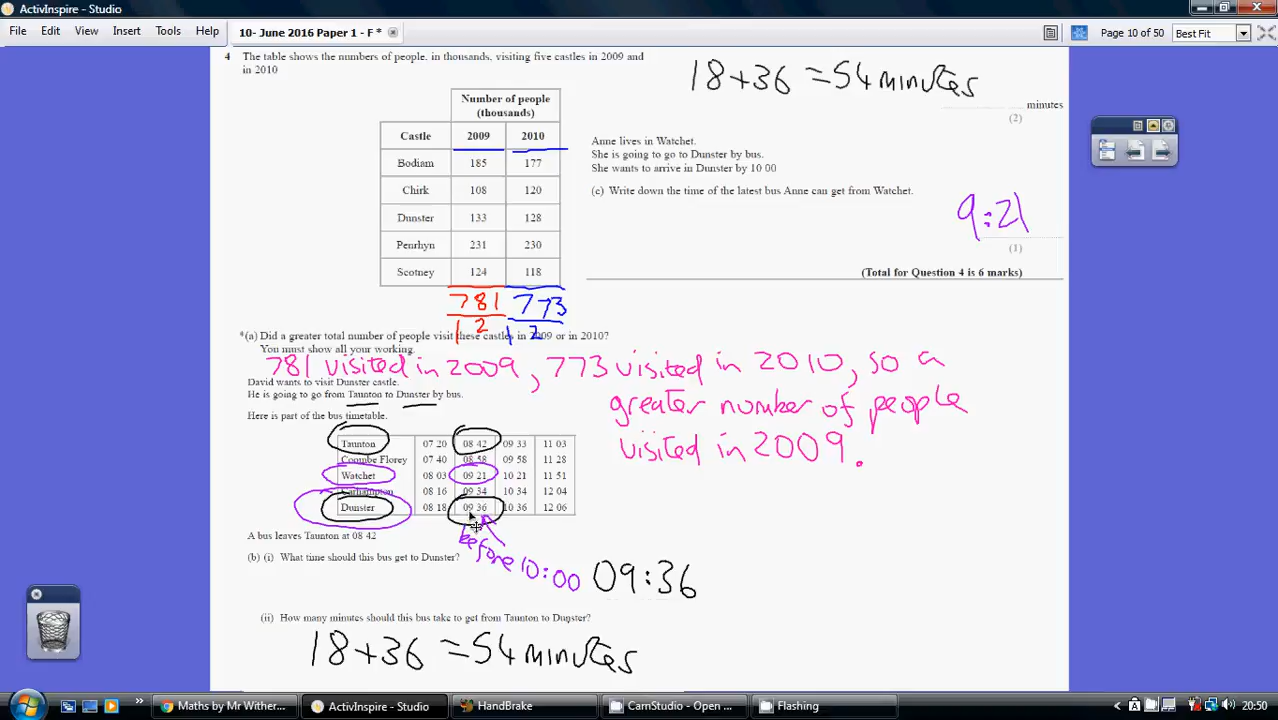 ActivInspire - Studio
File Edit View Insert Tools Help
10- June 2016 Paper 1 - F *
Page 10 of 50 Best Fit
4 The table shows the numbers of people, in thousands, visiting five castles in 2009 and
in 2010
Number of people
(thousands)
Castle 2009 2010
Bodiam 185 177
Chirk 108 120
Dunster 133 128
Penrhyn 231 230
Scotney 124 118
781 773
12 12
*(a) Did a greater total number of people visit these castles in 2009 or in 2010?
You must show all your working.
781 visited in 2009, 773 visited in 2010, so a
greater number of people
visited in 2009.
David wants to visit Dunster castle.
He is going to go from Taunton to Dunster by bus.
Here is part of the bus timetable.
Taunton 07 20 08 42 09 33 11 03
Coombe Florey 07 40 08 58 09 58 11 28
Watchet 08 03 09 21 10 21 11 51
Carhampton 08 16 09 34 10 34 12 04
Dunster 08 18 09 36 10 36 12 06
before 10:00
A bus leaves Taunton at 08 42
(b) (i) What time should this bus get to Dunster?
09:36
(ii) How many minutes should this bus take to get from Taunton to Dunster?
18+36 =54 minutes
18+36 =54 minutes
minutes
(2)
Anne lives in Watchet.
She is going to go to Dunster by bus.
She wants to arrive in Dunster by 10 00
(c) Write down the time of the latest bus Anne can get from Watchet.
9:21
(1)
(Total for Question 4 is 6 marks)
Maths by Mr Wither...
ActivInspire - Studio
HandBrake
CamStudio - Open ...
Flashing
20:50